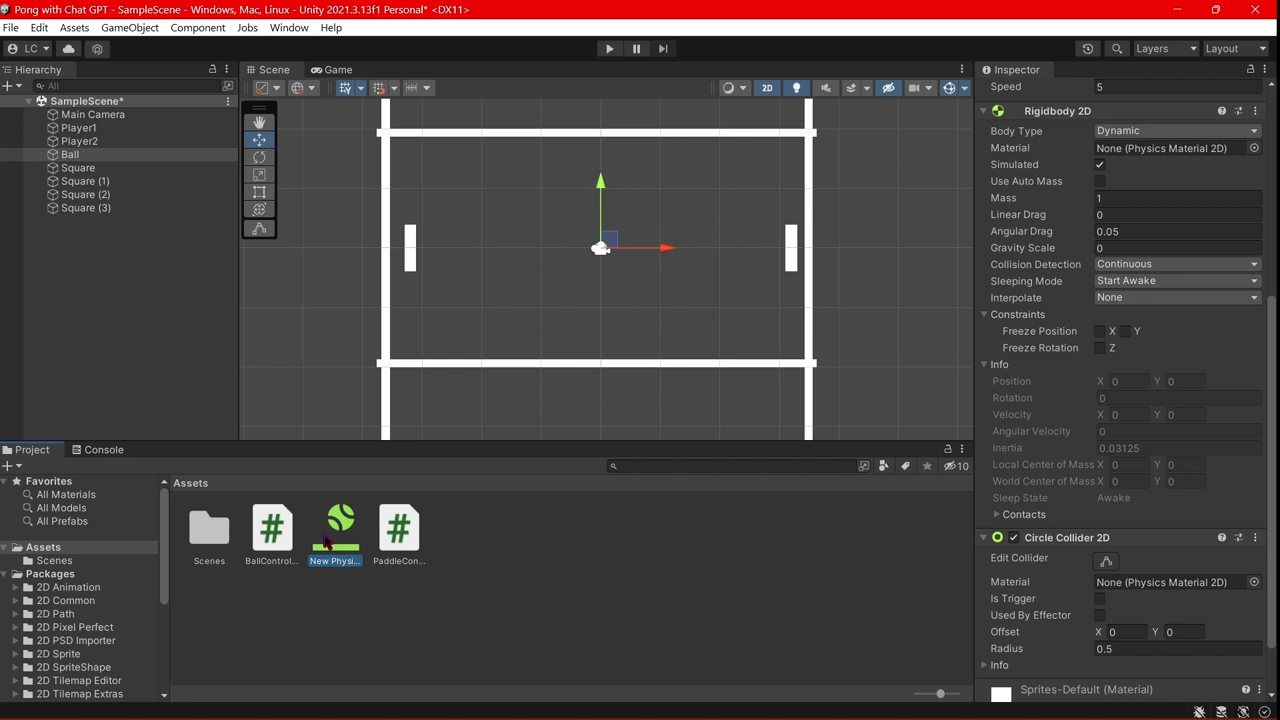 Pong with Chat GPT - SampleScene - Windows, Mac, Linux - Unity 2021.3.13f1 Personal* <DX11>
File Edit Assets GameObject Component Jobs Window Help
LC Layers Layout
Hierarchy Scene Game Inspector
All 2D Speed 5
SampleScene*
Main Camera
Player1
Player2
Ball
Square
Square (1)
Square (2)
Square (3)
Rigidbody 2D
Body Type Dynamic
Material None (Physics Material 2D)
Simulated
Use Auto Mass
Mass 1
Linear Drag 0
Angular Drag 0.05
Gravity Scale 0
Collision Detection Continuous
Sleeping Mode Start Awake
Interpolate None
Constraints
Freeze Position X Y
Freeze Rotation Z
Info
Position X 0 Y 0
Rotation 0
Velocity X 0 Y 0
Angular Velocity 0
Inertia 0.03125
Local Center of Mass X 0 Y 0
World Center of Mass X 0 Y 0
Sleep State Awake
Contacts
Circle Collider 2D
Edit Collider
Material None (Physics Material 2D)
Is Trigger
Used By Effector
Offset X 0 Y 0
Radius 0.5
Info
Sprites-Default (Material)
Project Console
10
Favorites
All Materials
All Models
All Prefabs
Assets
Scenes
Packages
2D Animation
2D Common
2D Path
2D Pixel Perfect
2D PSD Importer
2D Sprite
2D SpriteShape
2D Tilemap Editor
2D Tilemap Extras
Assets
Scenes BallControl... New Physi... PaddleCon...